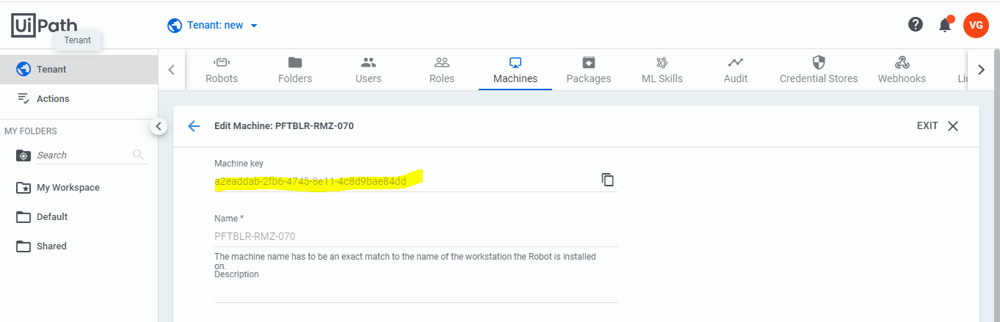 UiPath
Tenant: new
VG
Tenant
Tenant
Actions
MY FOLDERS
Search
My Workspace
Default
Shared
Robots
Folders
Users
Roles
Machines
Packages
ML Skills
Audit
Credential Stores
Webhooks
Edit Machine: PFTBLR-RMZ-070
EXIT
Machine key
a2eaddab-2fb6-4745-8e11-4c8d9bae84dd
Name *
PFTBLR-RMZ-070
The machine name has to be an exact match to the name of the workstation the Robot is installed
on.
Description